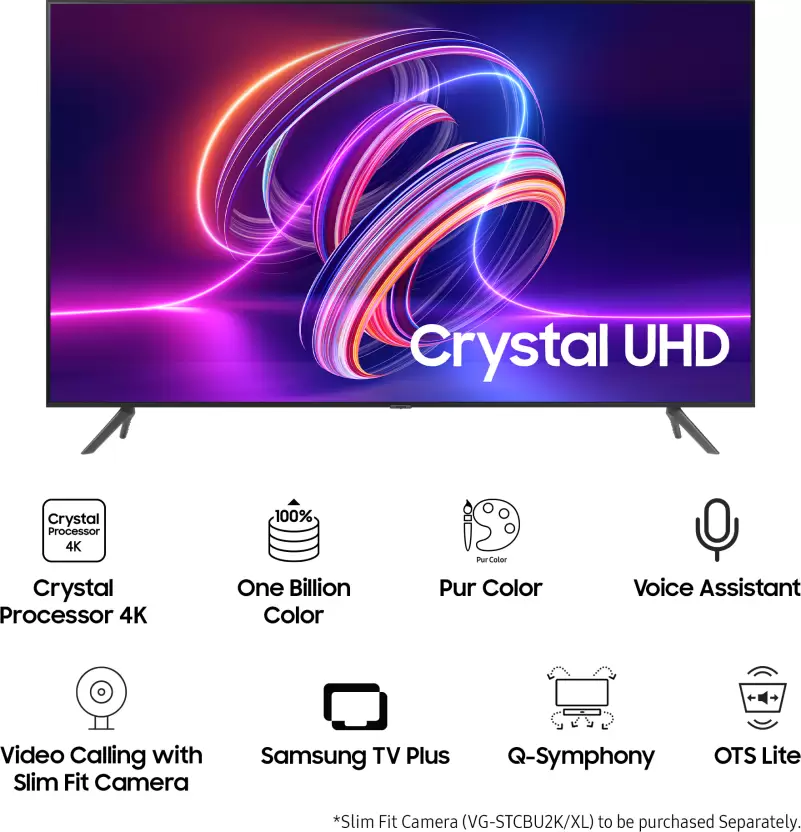 Crystal UHD
Crystal
Processor
4K
100%
Pur Color
Crystal
Processor 4K
One Billion
Color
Pur Color
Voice Assistant
Video Calling with
Slim Fit Camera
Samsung TV Plus
Q-Symphony
OTS Lite
*Slim Fit Camera (VG-STCBU2K/XL) to be purchased Separately.